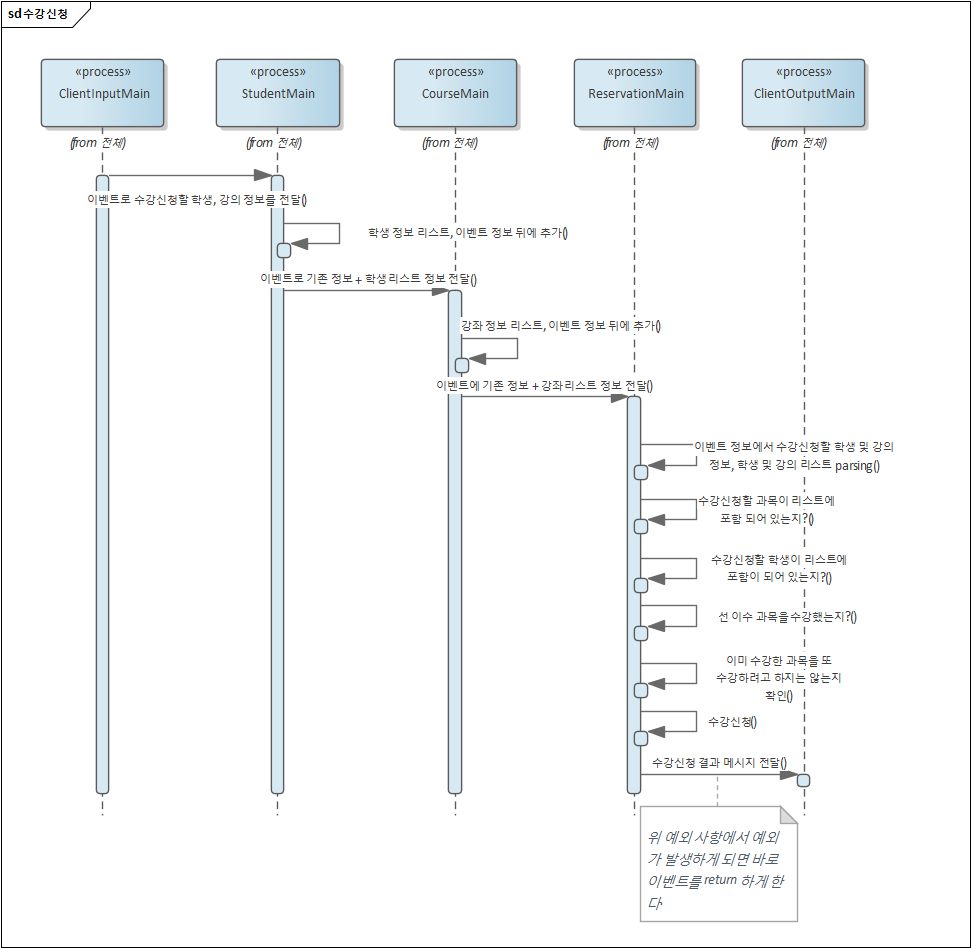 sd 수강신청
«process»
ClientInputMain
«process»
StudentMain
«process»
CourseMain
«process»
ReservationMain
«process»
ClientOutputMain
(from 전체)
(from 전체)
(from 전체)
(from 전체)
(from 전체)
이벤트로 수강신청할 학생, 강의 정보를 전달()
학생 정보 리스트, 이벤트 정보 뒤에 추가()
이벤트로 기존 정보 + 학생 리스트 정보 전달()
강좌 정보 리스트, 이벤트 정보 뒤에 추가()
이벤트에 기존 정보 + 강좌 리스트 정보 전달()
이벤트 정보에서 수강신청할 학생 및 강의
정보, 학생 및 강의 리스트 parsing()
수강신청할 과목이 리스트에
포함 되어 있는지?()
수강신청할 학생이 리스트에
포함이 되어 있는지?()
선 이수 과목을 수강했는지?()
이미 수강한 과목을 또
수강하려고 하지는 않는지
확인()
수강신청()
수강신청 결과 메시지 전달()
위 예외 사항에서 예외
가 발생하게 되면 바로
이벤트를 return 하게 한
다.